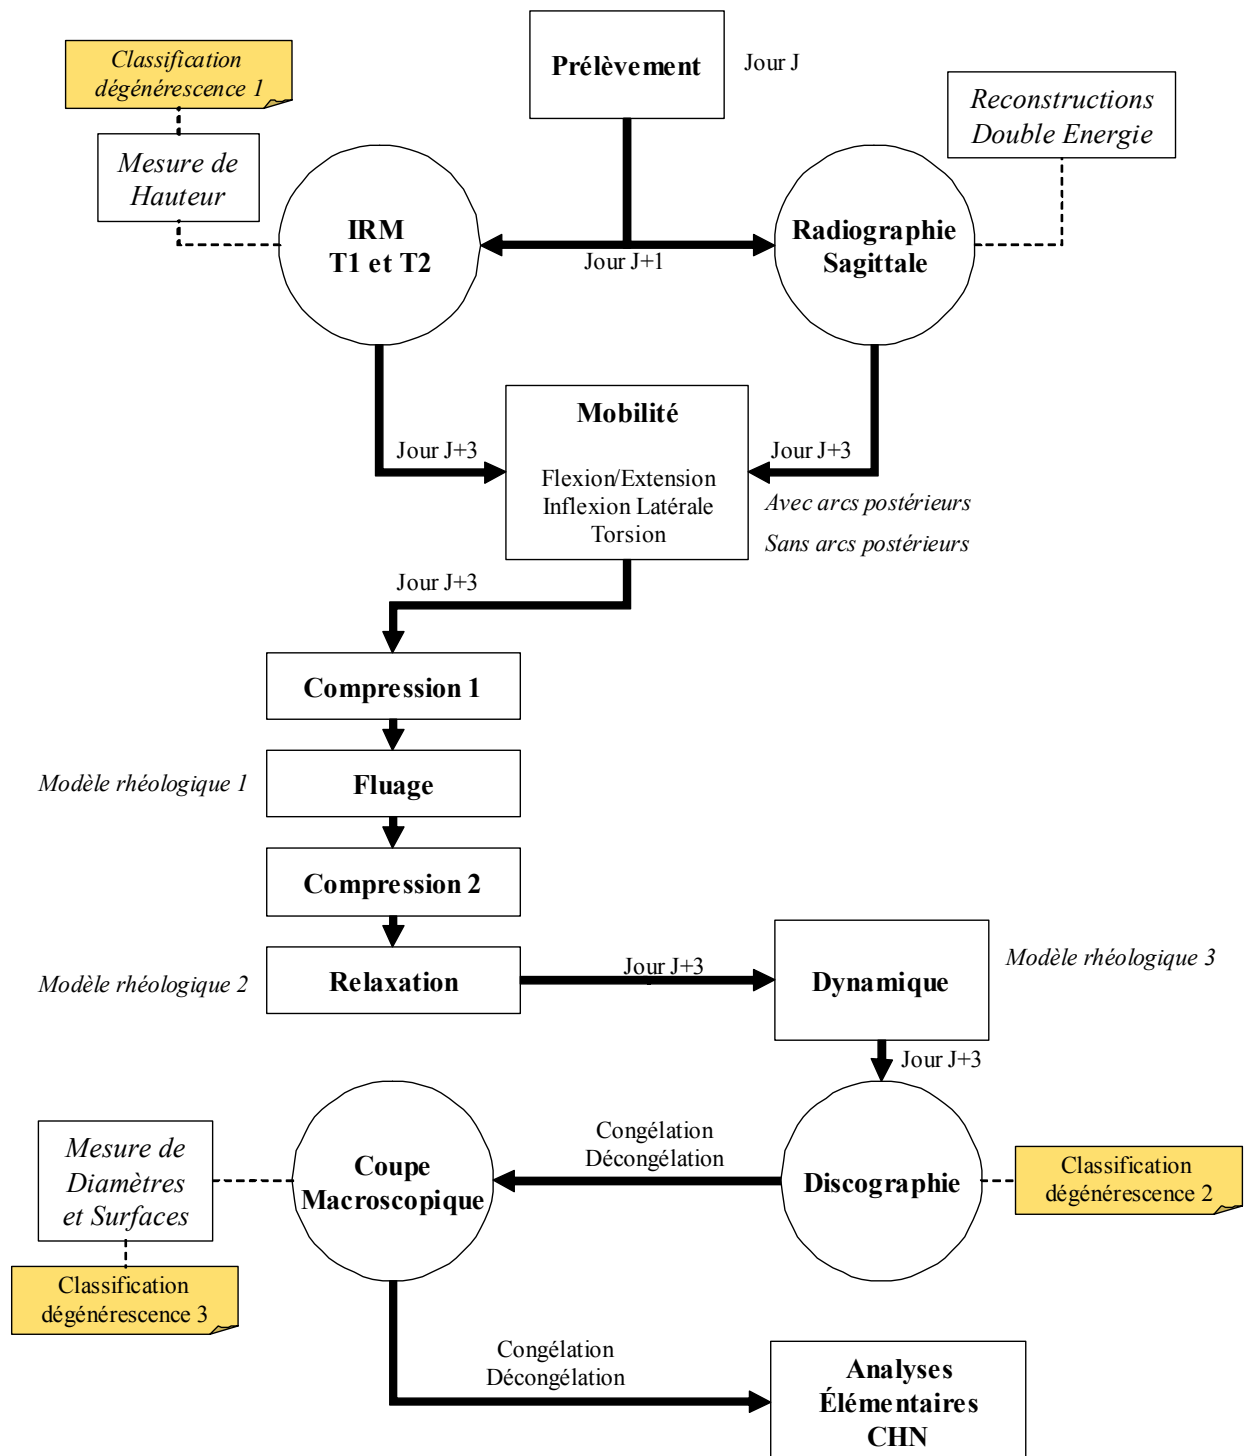 Prélèvement
Jour J
Classification
dégénérescence 1
Reconstructions
Double Energie
Mesure de
Hauteur
IRM
T1 et T2
Jour J+1
Radiographie
Sagittale
Mobilité
Flexion/Extension
Inflexion Latérale
Torsion
Jour J+3
Jour J+3
Avec arcs postérieurs
Sans arcs postérieurs
Jour J+3
Compression 1
Modèle rhéologique 1
Fluage
Compression 2
Modèle rhéologique 2
Relaxation
Jour J+3
Dynamique
Modèle rhéologique 3
Jour J+3
Mesure de
Diamètres
et Surfaces
Coupe
Macroscopique
Congélation
Décongélation
Discographie
Classification
dégénérescence 2
Classification
dégénérescence 3
Congélation
Décongélation
Analyses
Élémentaires
CHN